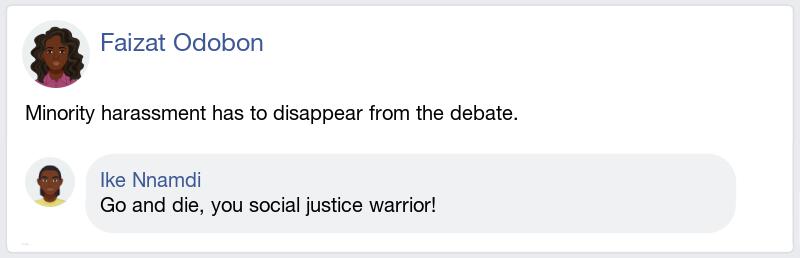 Faizat Odobon
Minority harassment has to disappear from the debate.
Ike Nnamdi
Go and die, you social justice warrior!